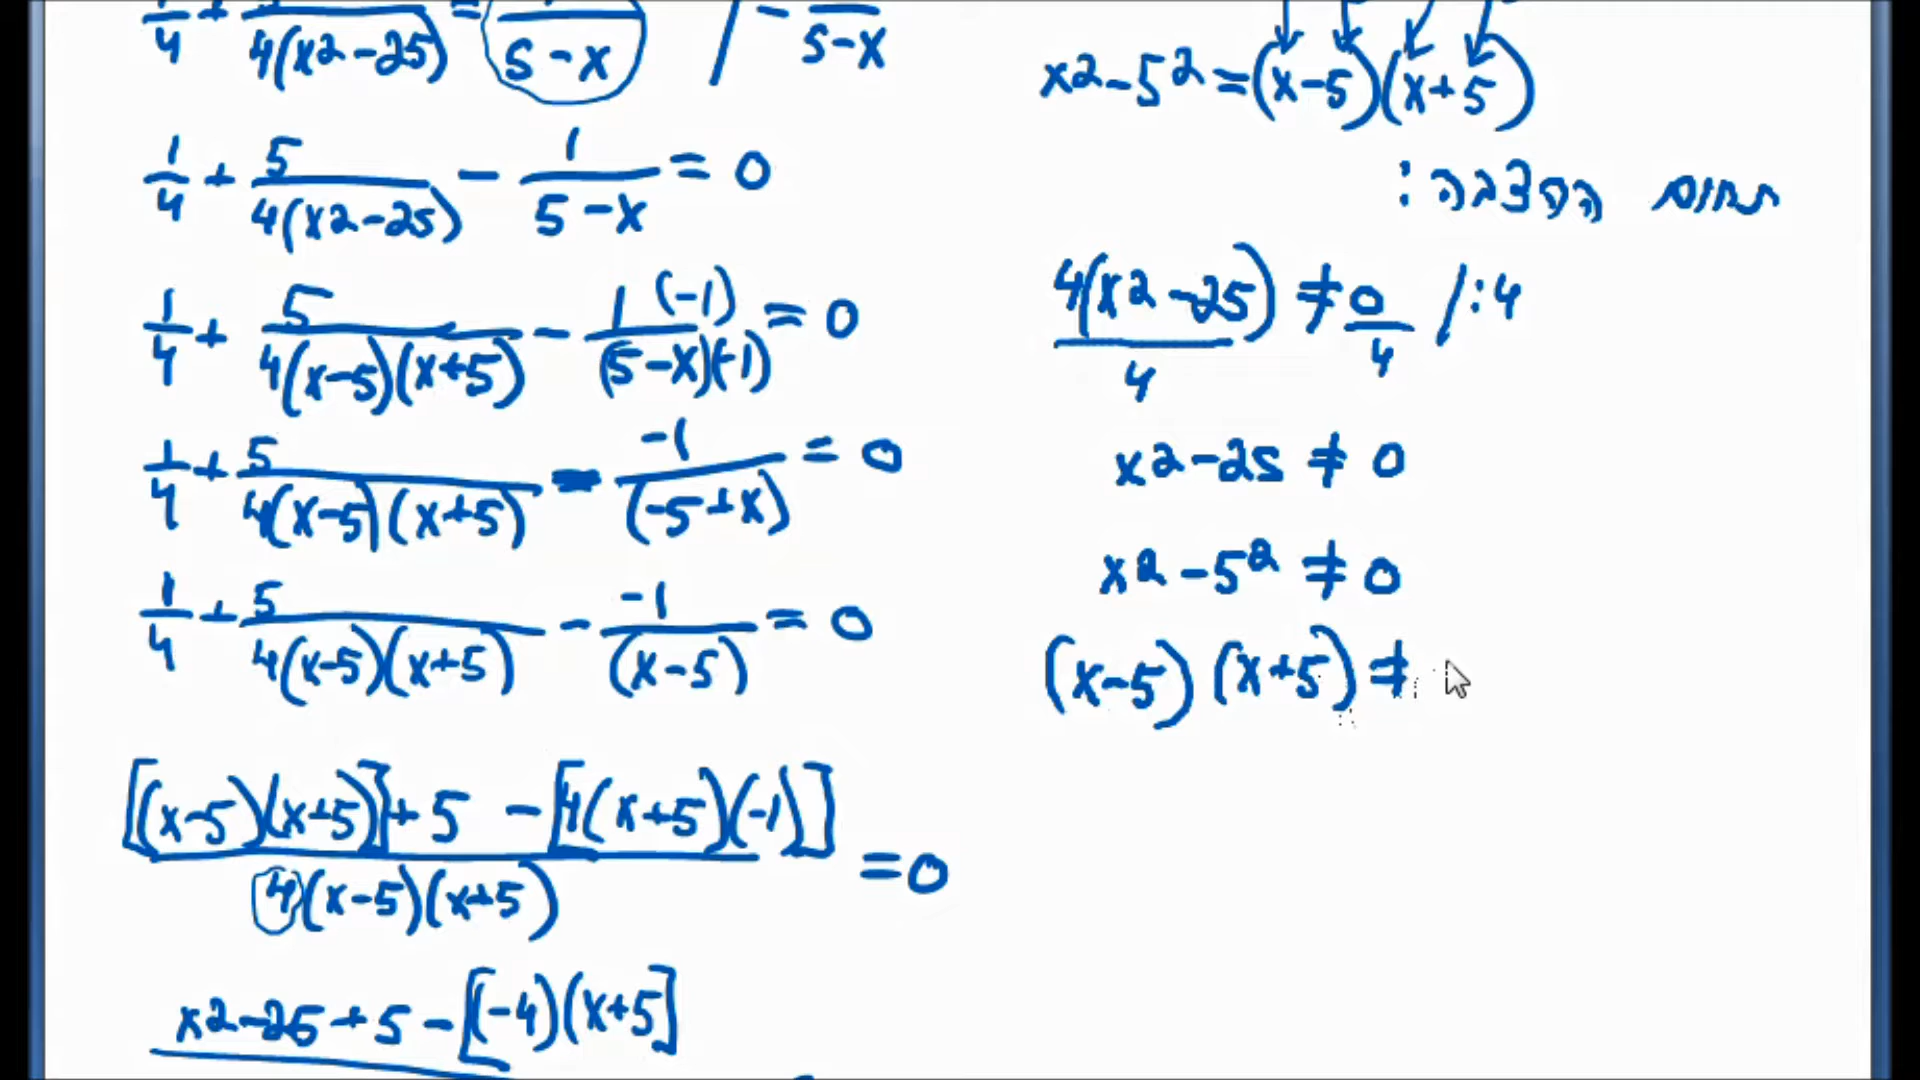 1/4 + 5/(4(x2-25)) = 1/(5-x) / - 1/(5-x)
1/4 + 5/(4(x2-25)) - 1/(5-x) = 0
1/4 + 5/(4(x-5)(x+5)) - 1(-1)/((5-x)(-1)) = 0
1/4 + 5/(4(x-5)(x+5)) - -1/(-5+x) = 0
1/4 + 5/(4(x-5)(x+5)) - -1/(x-5) = 0
[(x-5)(x+5)]+5 - [4(x+5)(-1)] / 4(x-5)(x+5) = 0
x2-25+5-[(-4)(x+5]
x2-5² = (x-5)(x+5)
תחום הצבה:
4(x2-25)/4 ≠ 0/4 /:4
x2-25 ≠ 0
x2-5² ≠ 0
(x-5)(x+5) ≠